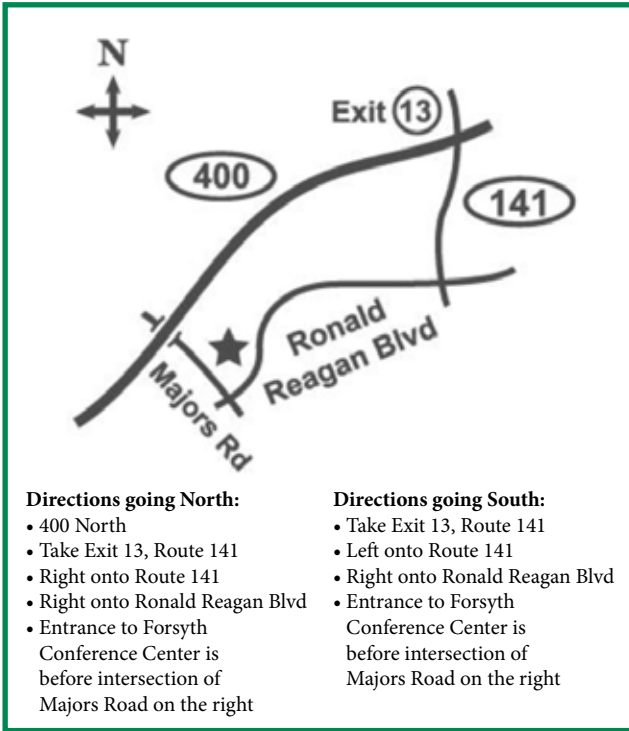 N
Exit 13
400
141
Ronald
Reagan Blvd
Majors Rd
Directions going North:
• 400 North
• Take Exit 13, Route 141
• Right onto Route 141
• Right onto Ronald Reagan Blvd
• Entrance to Forsyth
Conference Center is
before intersection of
Majors Road on the right
Directions going South:
• Take Exit 13, Route 141
• Left onto Route 141
• Right onto Ronald Reagan Blvd
• Entrance to Forsyth
Conference Center is
before intersection of
Majors Road on the right